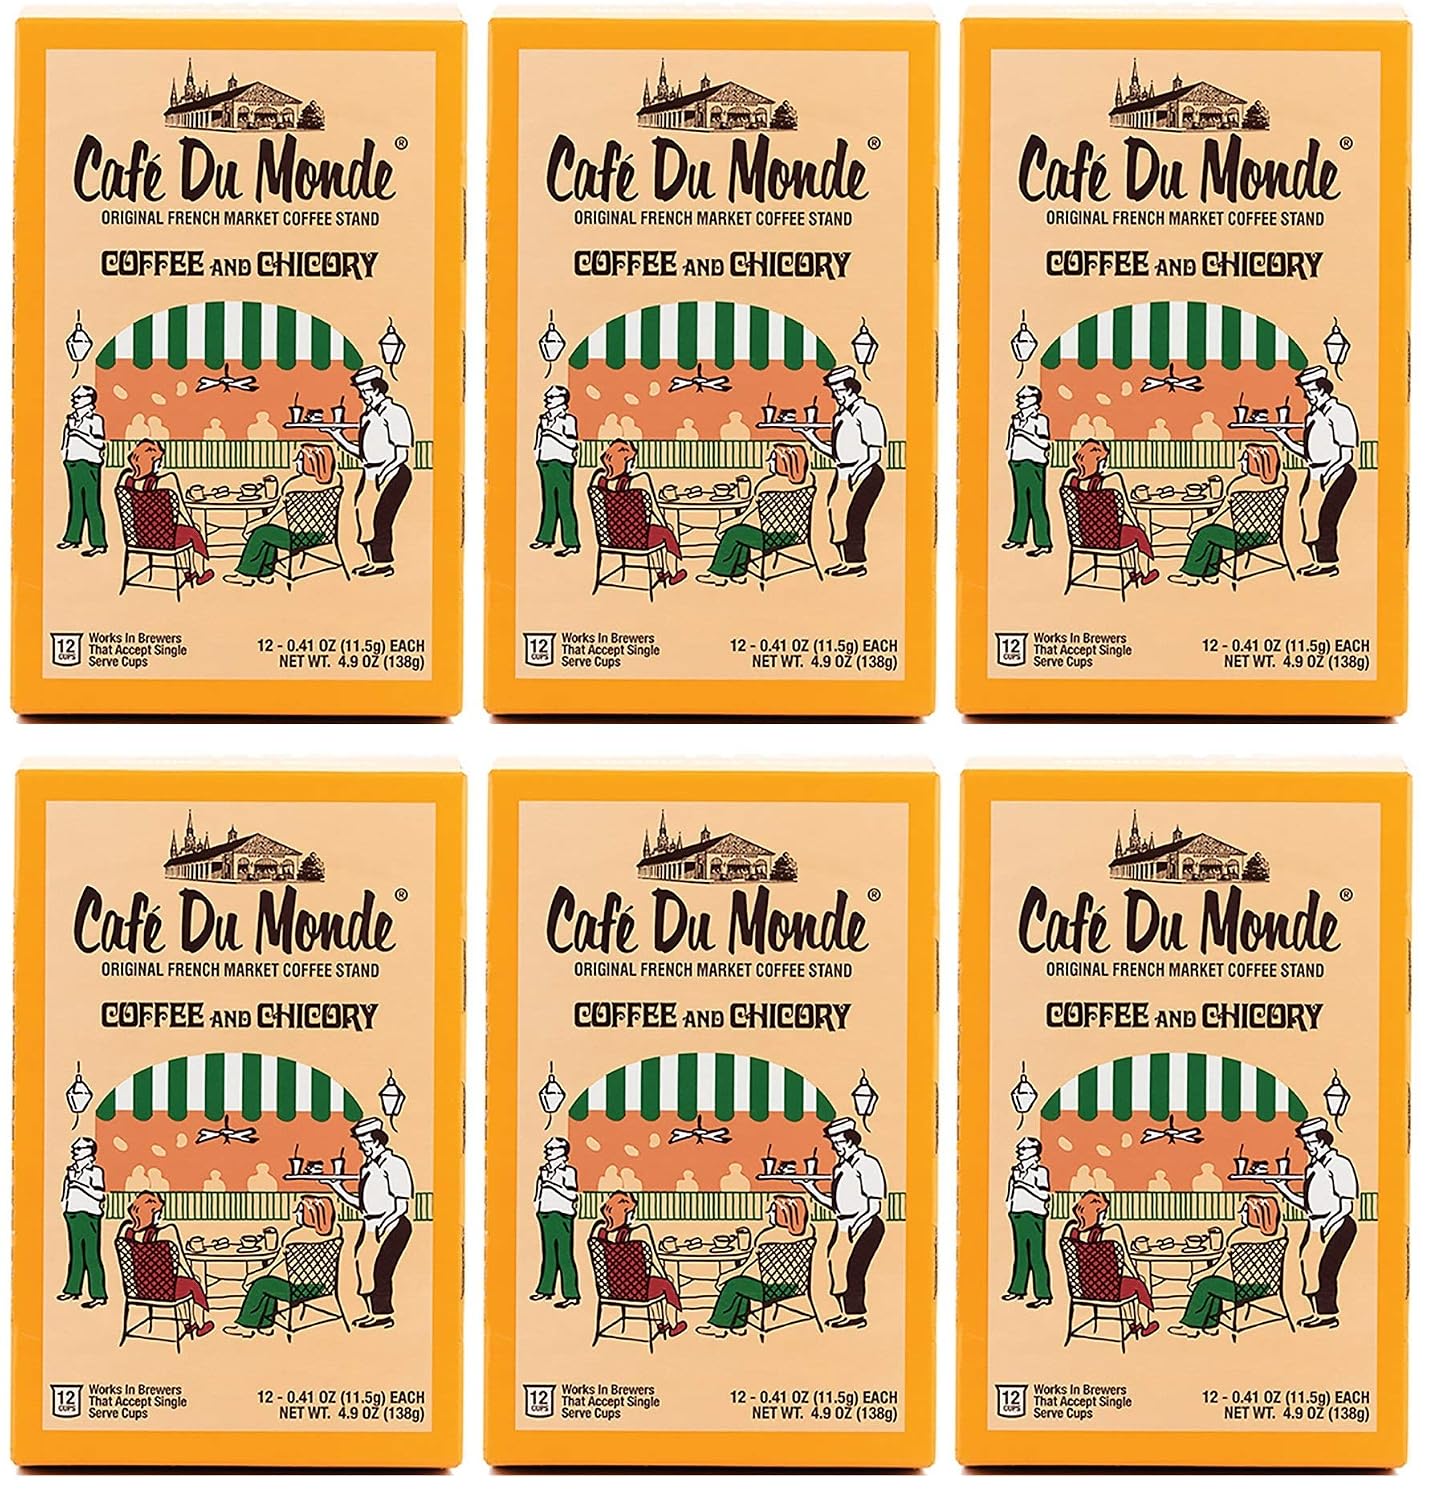 Café Du Monde®
ORIGINAL FRENCH MARKET COFFEE STAND
COFFEE AND CHICORY
12 CUPS
Works In Brewers
That Accept Single
Serve Cups
12 - 0.41 OZ (11.5g) EACH
NET WT. 4.9 OZ (138g)
Café Du Monde®
ORIGINAL FRENCH MARKET COFFEE STAND
COFFEE AND CHICORY
12 CUPS
Works In Brewers
That Accept Single
Serve Cups
12 - 0.41 OZ (11.5g) EACH
NET WT. 4.9 OZ (138g)
Café Du Monde®
ORIGINAL FRENCH MARKET COFFEE STAND
COFFEE AND CHICORY
12 CUPS
Works In Brewers
That Accept Single
Serve Cups
12 - 0.41 OZ (11.5g) EACH
NET WT. 4.9 OZ (138g)
Café Du Monde®
ORIGINAL FRENCH MARKET COFFEE STAND
COFFEE AND CHICORY
12 CUPS
Works In Brewers
That Accept Single
Serve Cups
12 - 0.41 OZ (11.5g) EACH
NET WT. 4.9 OZ (138g)
Café Du Monde®
ORIGINAL FRENCH MARKET COFFEE STAND
COFFEE AND CHICORY
12 CUPS
Works In Brewers
That Accept Single
Serve Cups
12 - 0.41 OZ (11.5g) EACH
NET WT. 4.9 OZ (138g)
Café Du Monde®
ORIGINAL FRENCH MARKET COFFEE STAND
COFFEE AND CHICORY
12 CUPS
Works In Brewers
That Accept Single
Serve Cups
12 - 0.41 OZ (11.5g) EACH
NET WT. 4.9 OZ (138g)